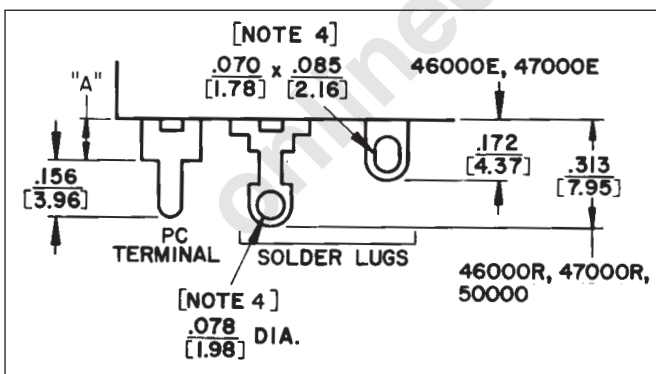 [NOTE 4]
.070 x .085
[1.78] [2.16]
46000E, 47000E
"A"
.172
[4.37]
.313
[7.95]
.156
[3.96]
PC
TERMINAL
SOLDER LUGS
46000R, 47000R,
50000
[NOTE 4]
.078 DIA.
[1.98]
online